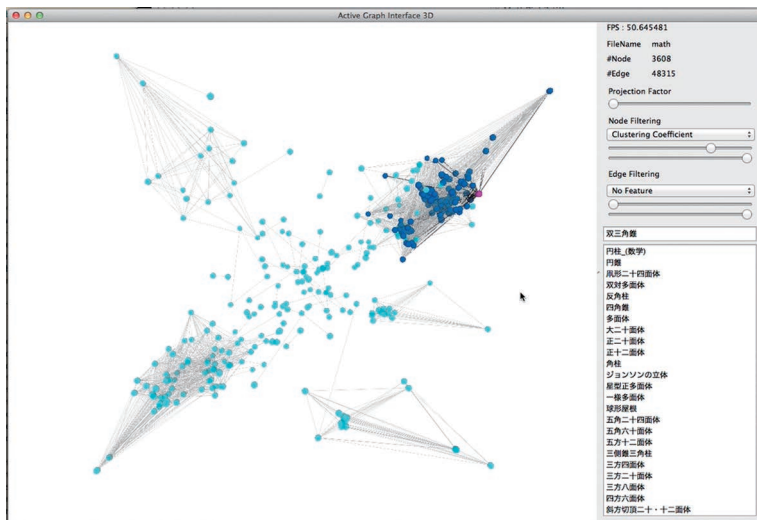 Active Graph Interface 3D
FPS : 50.645481
FileName math
#Node 3608
#Edge 48315
Projection Factor
Node Filtering
Clustering Coefficient
Edge Filtering
No Feature
双三角錐
円柱_(数学)
円錐
凧形二十四面体
双対多面体
反角柱
四角錐
多面体
大二十面体
正二十面体
正十二面体
角柱
ジョンソンの立体
星型正多面体
一様多面体
球形屋根
五角二十四面体
五角六十面体
五方十二面体
三側錐三角柱
三方四面体
三方二十面体
三方八面体
四方六面体
斜方切頂二十・十二面体